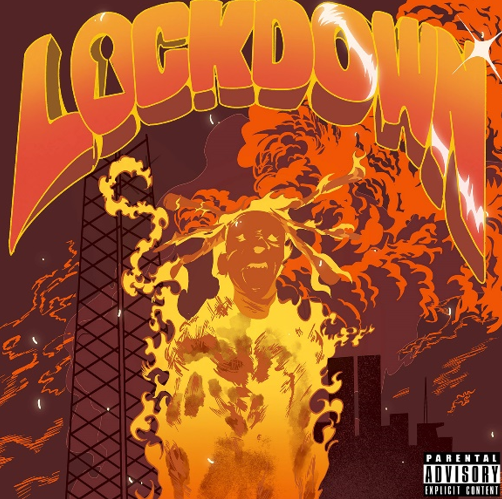 LOCKDOWN
PARENTAL
ADVISORY
EXPLICIT CONTENT